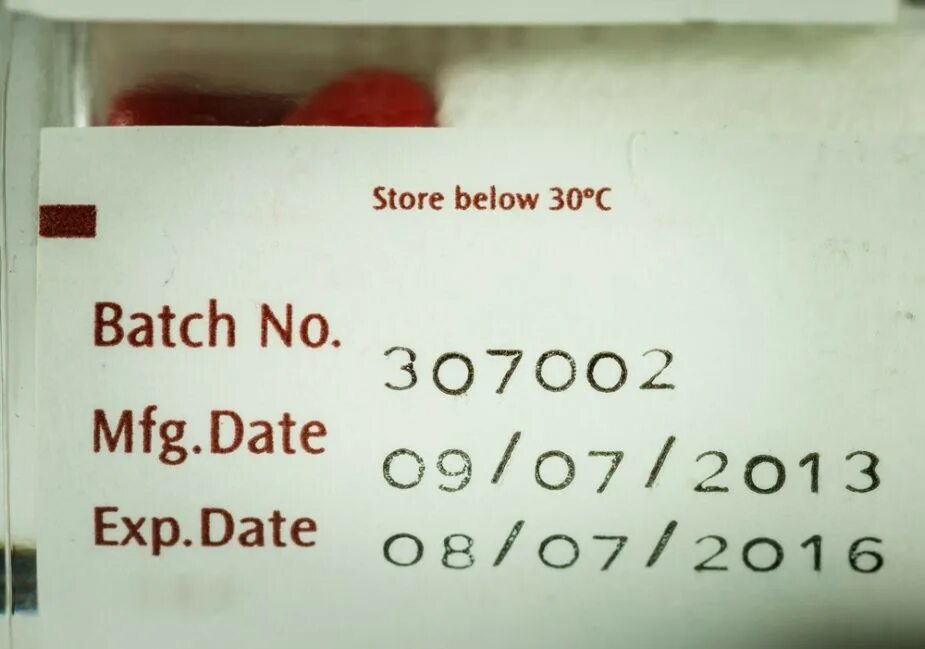 Store below 30°C
Batch No. 307002
Mfg.Date 09/07/2013
Exp.Date 08/07/2016